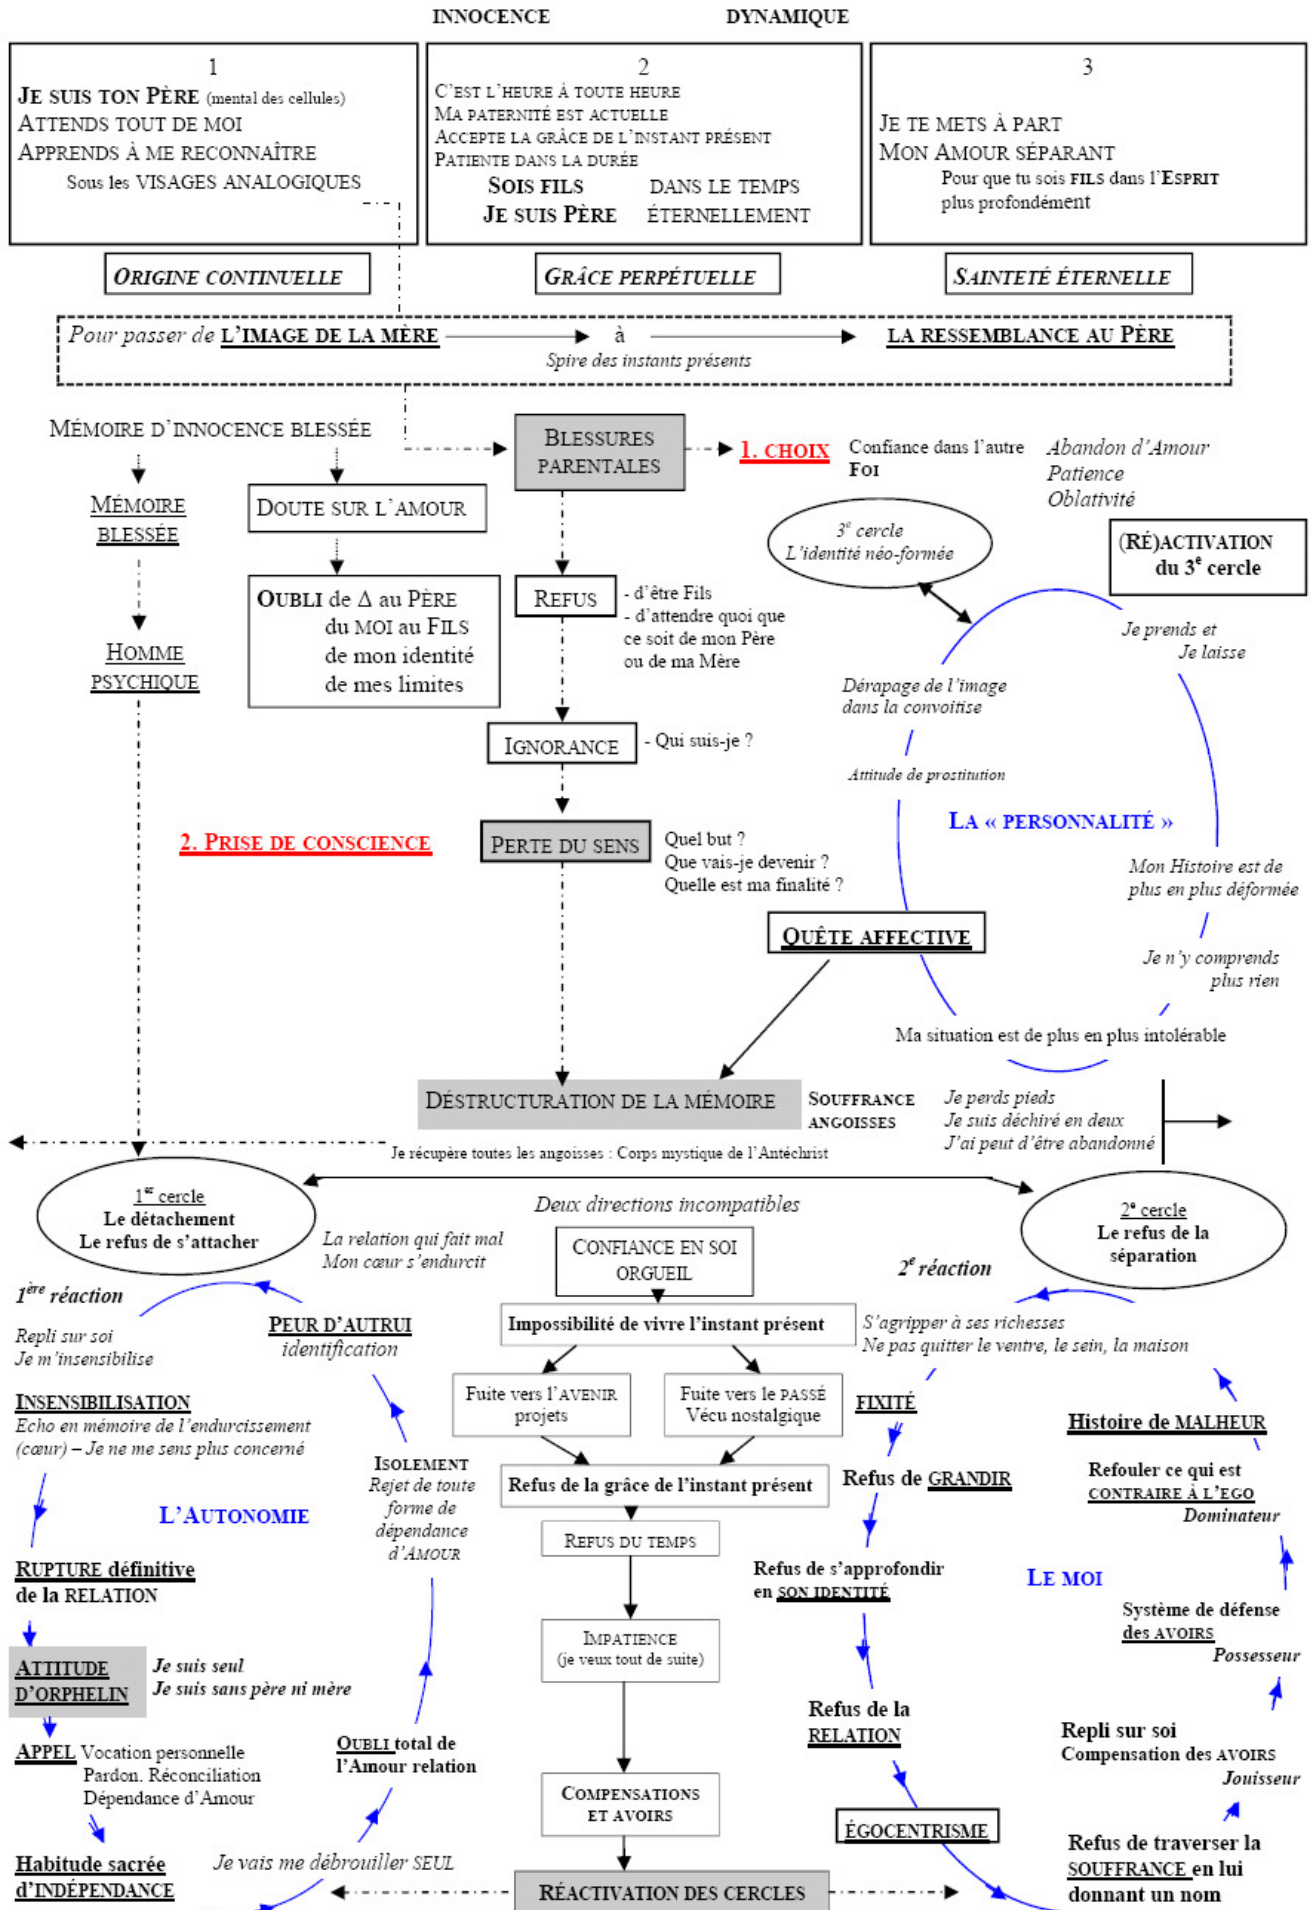 INNOCENCE DYNAMIQUE
1
JE SUIS TON PÈRE (mental des cellules)
ATTENDS TOUT DE MOI
APPRENDS À ME RECONNAÎTRE
Sous les VISAGES ANALOGIQUES
2
C'EST L'HEURE À TOUTE HEURE
MA PATERNITÉ EST ACTUELLE
ACCEPTE LA GRÂCE DE L'INSTANT PRÉSENT
PATIENTE DANS LA DURÉE
SOIS FILS DANS LE TEMPS
JE SUIS PÈRE ÉTERNELLEMENT
3
JE TE METS À PART
MON AMOUR SÉPARANT
Pour que tu sois FILS dans l'ESPRIT
plus profondément
ORIGINE CONTINUELLE
GRÂCE PERPÉTUELLE
SAINTETÉ ÉTERNELLE
Pour passer de L'IMAGE DE LA MÈRE à LA RESSEMBLANCE AU PÈRE
Spire des instants présents
MÉMOIRE D'INNOCENCE BLESSÉE
MÉMOIRE
BLESSÉE
HOMME
PSYCHIQUE
DOUTE SUR L'AMOUR
OUBLI de Δ au PÈRE
du MOI au FILS
de mon identité
de mes limites
BLESSURES
PARENTALES
1. CHOIX
Confiance dans l'autre
FOI
Abandon d'Amour
Patience
Oblativité
3e cercle
L'identité néo-formée
(RÉ)ACTIVATION
du 3e cercle
REFUS
- d'être Fils
- d'attendre quoi que
ce soit de mon Père
ou de ma Mère
Je prends et
Je laisse
Dérapage de l'image
dans la convoitise
IGNORANCE
- Qui suis-je ?
Attitude de prostitution
LA « PERSONNALITÉ »
2. PRISE DE CONSCIENCE
PERTE DU SENS
Quel but ?
Que vais-je devenir ?
Quelle est ma finalité ?
Mon Histoire est de
plus en plus déformée
QUÊTE AFFECTIVE
Je n'y comprends
plus rien
Ma situation est de plus en plus intolérable
DÉSTRUCTURATION DE LA MÉMOIRE
SOUFFRANCE
ANGOISSES
Je perds pieds
Je suis déchiré en deux
J'ai peut d'être abandonné
Je récupère toutes les angoisses : Corps mystique de l'Antéchrist
1er cercle
Le détachement
Le refus de s'attacher
Deux directions incompatibles
2e cercle
Le refus de la
séparation
La relation qui fait mal
Mon cœur s'endurcit
CONFIANCE EN SOI
ORGUEIL
1ère réaction
2e réaction
Repli sur soi
Je m'insensibilise
PEUR D'AUTRUI
identification
Impossibilité de vivre l'instant présent
S'agripper à ses richesses
Ne pas quitter le ventre, le sein, la maison
INSENSIBILISATION
Echo en mémoire de l'endurcissement
(cœur) – Je ne me sens plus concerné
Fuite vers l'AVENIR
projets
Fuite vers le PASSÉ
Vécu nostalgique
FIXITÉ
Histoire de MALHEUR
ISOLEMENT
Rejet de toute
forme de
dépendance
d'AMOUR
Refus de la grâce de l'instant présent
Refus de GRANDIR
Refouler ce qui est
CONTRAIRE À L'EGO
Dominateur
L'AUTONOMIE
REFUS DU TEMPS
RUPTURE définitive
de la RELATION
Refus de s'approfondir
en SON IDENTITÉ
LE MOI
Système de défense
des AVOIRS
Possesseur
IMPATIENCE
(je veux tout de suite)
ATTITUDE
D'ORPHELIN
Je suis seul
Je suis sans père ni mère
Refus de la
RELATION
Repli sur soi
Compensation des AVOIRS
Jouisseur
APPEL Vocation personnelle
Pardon. Réconciliation
Dépendance d'Amour
OUBLI total de
l'Amour relation
COMPENSATIONS
ET AVOIRS
ÉGOCENTRISME
Refus de traverser la
SOUFFRANCE en lui
donnant un nom
Habitude sacrée
d'INDÉPENDANCE
Je vais me débrouiller SEUL
RÉACTIVATION DES CERCLES